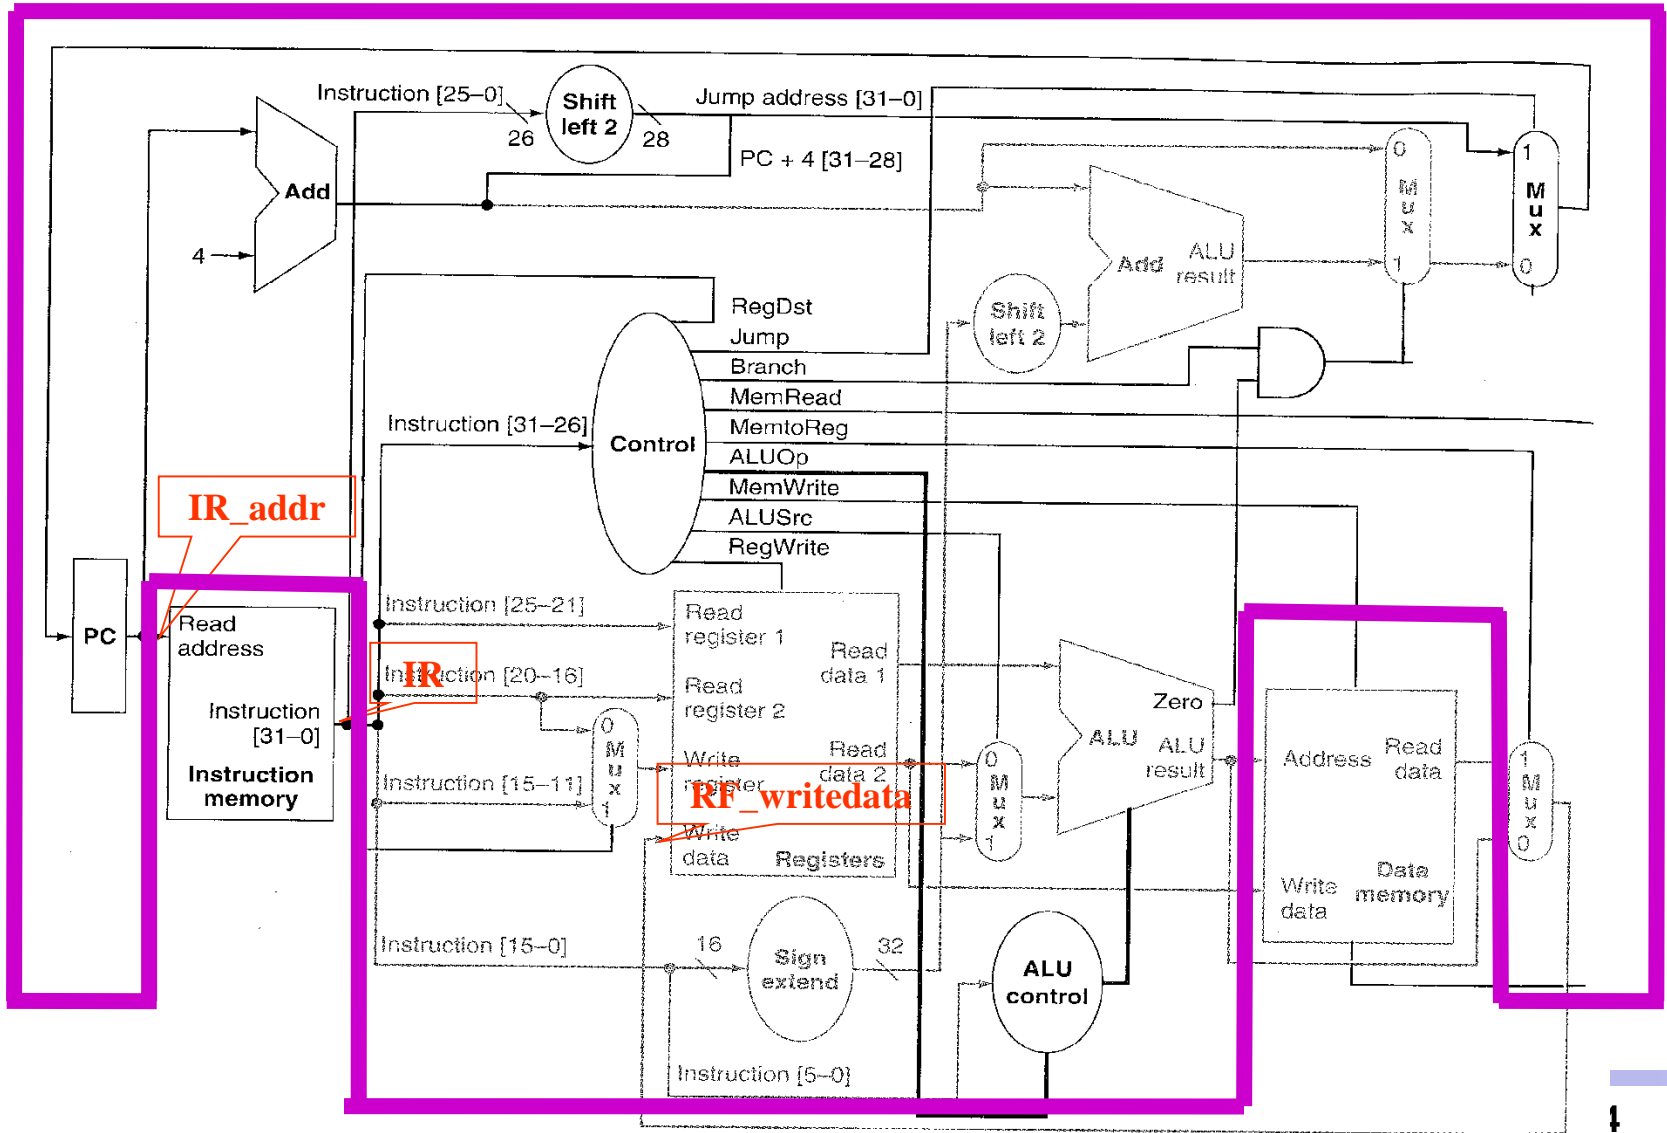 Instruction [25–0]
26
Shift
left 2
28
Jump address [31–0]
PC + 4 [31–28]
Add
4
0
M
u
x
1
1
M
u
x
0
Add
ALU
result
Shift
left 2
RegDst
Jump
Branch
MemRead
MemtoReg
ALUOp
MemWrite
ALUSrc
RegWrite
Instruction [31–26]
Control
IR_addr
PC
Read
address
Instruction
[31–0]
Instruction
memory
IR
Instruction [25–21]
Instruction [20–16]
Instruction [15–11]
Instruction [15–0]
Instruction [5–0]
0
M
u
x
1
Read
register 1
Read
register 2
Write
register
Write
data
Read
data 1
Read
data 2
Registers
RF_writedata
0
M
u
x
1
Zero
ALU
ALU
result
Address
Read
data
Write
data
Data
memory
1
M
u
x
0
16
Sign
extend
32
ALU
control
4